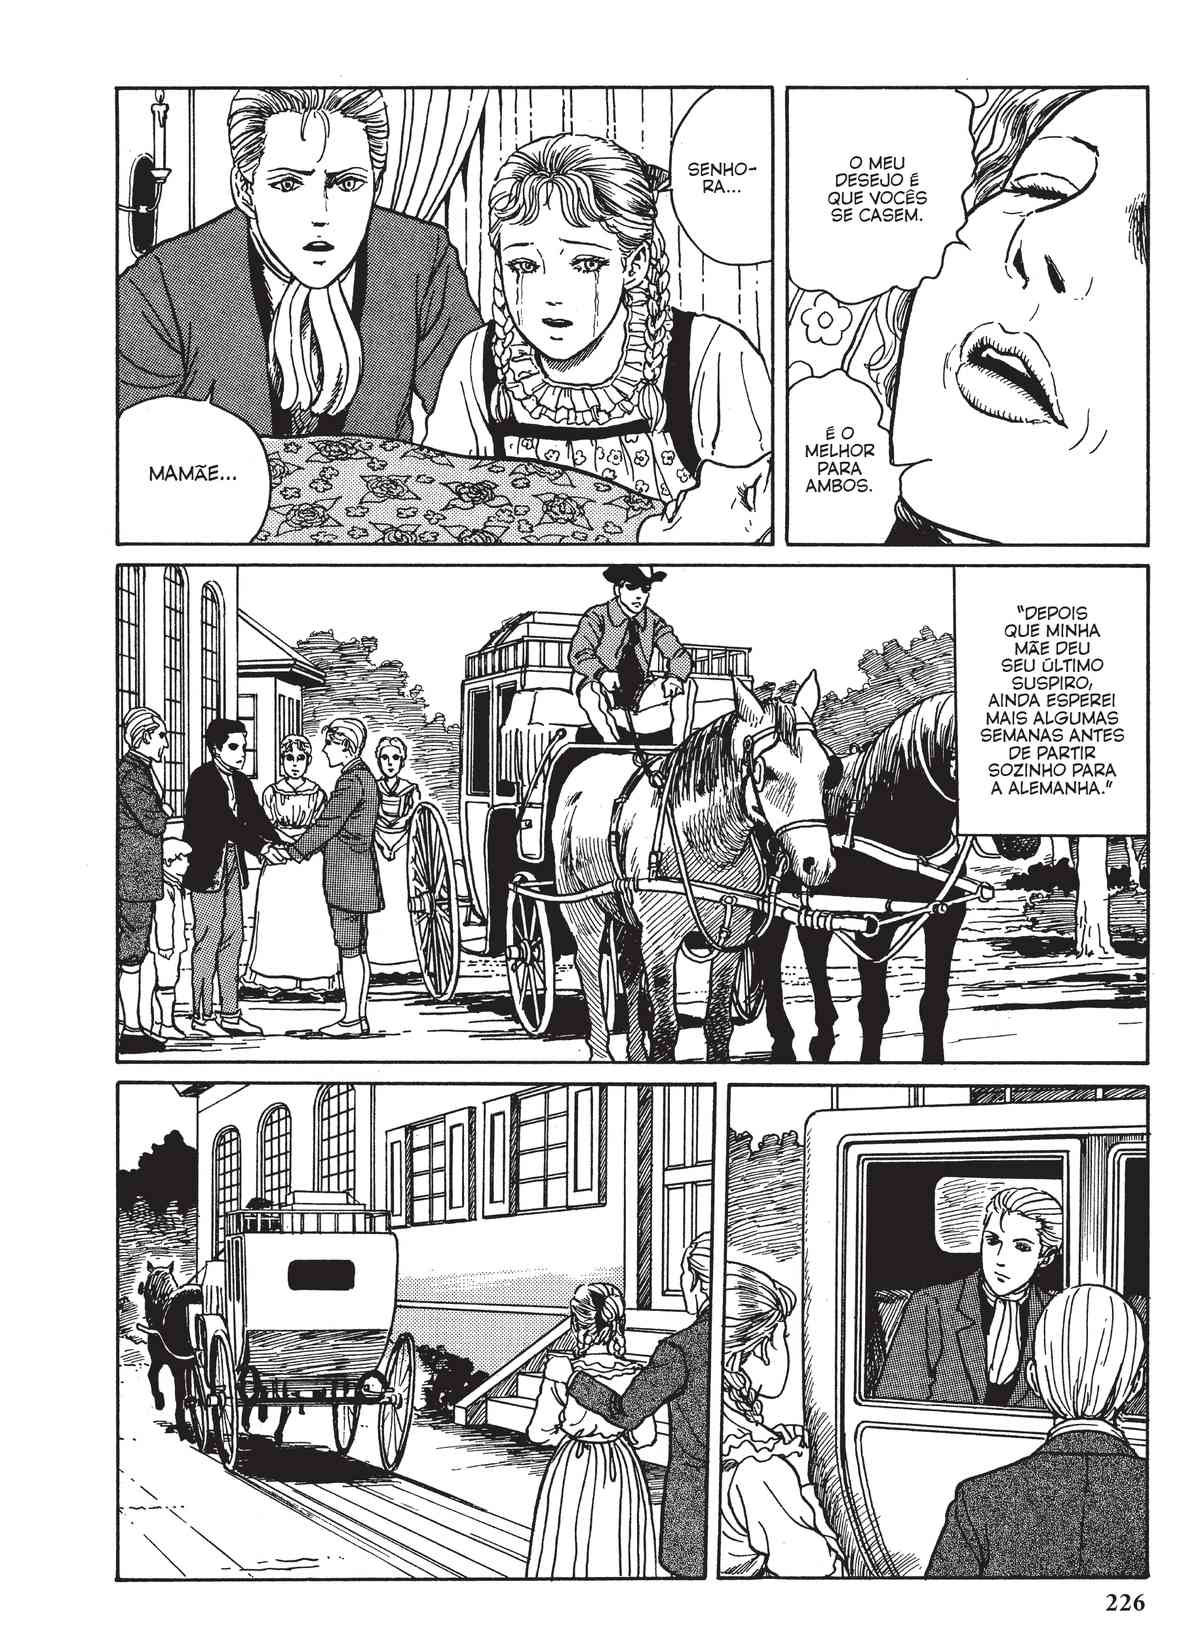 O MEU
DESEJO É
QUE VOCÊS
SE CASEM.
É O
MELHOR
PARA
AMBOS.
SENHO-
RA...
MAMÃE...
"DEPOIS
QUE MINHA
MÃE DEU
SEU ÚLTIMO
SUSPIRO,
AINDA ESPEREI
MAIS ALGUMAS
SEMANAS ANTES
DE PARTIR
SOZINHO PARA
A ALEMANHA."
226